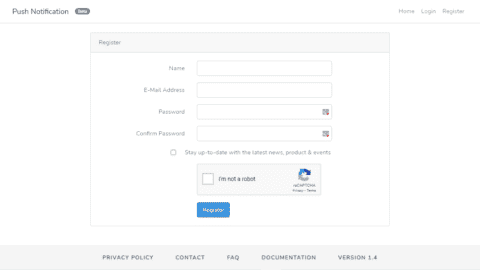 Push Notification Beta Home Login Register
Register
Name
E-Mail Address
Password
Confirm Password
Stay up-to-date with the latest news, product & events
I'm not a robot
reCAPTCHA
Privacy - Terms
Register
PRIVACY POLICY CONTACT FAQ DOCUMENTATION VERSION 1.4